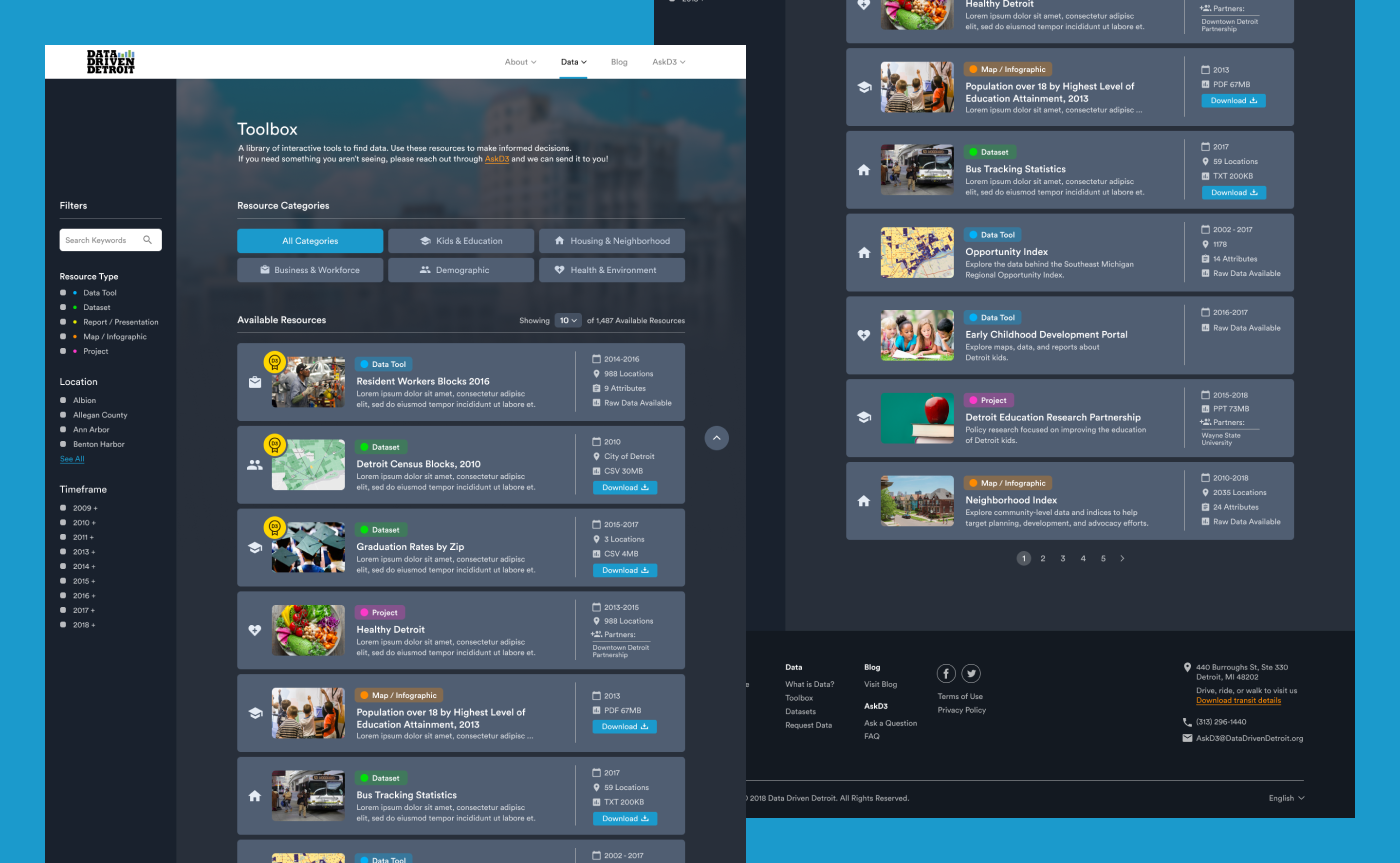 DATA
DRIVEN
DETROIT
About
Data
Blog
AskD3
Toolbox
A library of interactive tools to find data. Use these resources to make informed decisions.
If you need something you aren't seeing, please reach out through AskD3 and we can send it to you!
Filters
Search Keywords
Resource Type
Data Tool
Dataset
Report / Presentation
Map / Infographic
Project
Location
Albion
Allegan County
Ann Arbor
Benton Harbor
See All
Timeframe
2009 +
2010 +
2011 +
2013 +
2014 +
2015 +
2016 +
2017 +
2018 +
Resource Categories
All Categories
Kids & Education
Housing & Neighborhood
Business & Workforce
Demographic
Health & Environment
Available Resources
Showing 10 of 1,487 Available Resources
D3
Data Tool
Resident Workers Blocks 2016
Lorem ipsum dolor sit amet, consectetur adipisc
elit, sed do eiusmod tempor incididunt ut labore et.
2014-2016
988 Locations
9 Attributes
Raw Data Available
D3
Dataset
Detroit Census Blocks, 2010
Lorem ipsum dolor sit amet, consectetur adipisc
elit, sed do eiusmod tempor incididunt ut labore et.
2010
City of Detroit
CSV 30MB
Download
D3
Dataset
Graduation Rates by Zip
Lorem ipsum dolor sit amet, consectetur adipisc
elit, sed do eiusmod tempor incididunt ut labore et.
2015-2017
3 Locations
CSV 4MB
Download
Project
Healthy Detroit
Lorem ipsum dolor sit amet, consectetur adipisc
elit, sed do eiusmod tempor incididunt ut labore et.
2013-2015
988 Locations
Partners:
Downtown Detroit
Partnership
Map / Infographic
Population over 18 by Highest Level of
Education Attainment, 2013
Lorem ipsum dolor sit amet, consectetur adipisc ...
2013
PDF 67MB
Download
Dataset
Bus Tracking Statistics
Lorem ipsum dolor sit amet, consectetur adipisc
elit, sed do eiusmod tempor incididunt ut labore et.
2017
59 Locations
TXT 200KB
Download
Data Tool
2002 - 2017
Healthy Detroit
Lorem ipsum dolor sit amet, consectetur adipisc
elit, sed do eiusmod tempor incididunt ut labore et.
Partners:
Downtown Detroit
Partnership
Map / Infographic
Population over 18 by Highest Level of
Education Attainment, 2013
Lorem ipsum dolor sit amet, consectetur adipisc ...
2013
PDF 67MB
Download
Dataset
Bus Tracking Statistics
Lorem ipsum dolor sit amet, consectetur adipisc
elit, sed do eiusmod tempor incididunt ut labore et.
2017
59 Locations
TXT 200KB
Download
Data Tool
Opportunity Index
Explore the data behind the Southeast Michigan
Regional Opportunity Index.
2002 - 2017
1178
14 Attributes
Raw Data Available
Data Tool
Early Childhood Development Portal
Explore maps, data, and reports about
Detroit kids.
2016-2017
Raw Data Available
Project
Detroit Education Research Partnership
Policy research focused on improving the education
of Detroit kids.
2015-2018
PPT 73MB
Partners:
Wayne State
University
Map / Infographic
Neighborhood Index
Explore community-level data and indices to help
target planning, development, and advocacy efforts.
2010-2018
2035 Locations
24 Attributes
Raw Data Available
1 2 3 4 5
Data
What is Data?
Toolbox
Datasets
Request Data
Blog
Visit Blog
AskD3
Ask a Question
FAQ
Terms of Use
Privacy Policy
440 Burroughs St, Ste 330
Detroit, MI 48202
Drive, ride, or walk to visit us
Download transit details
(313) 296-1440
AskD3@DataDrivenDetroit.org
2018 Data Driven Detroit. All Rights Reserved.
English